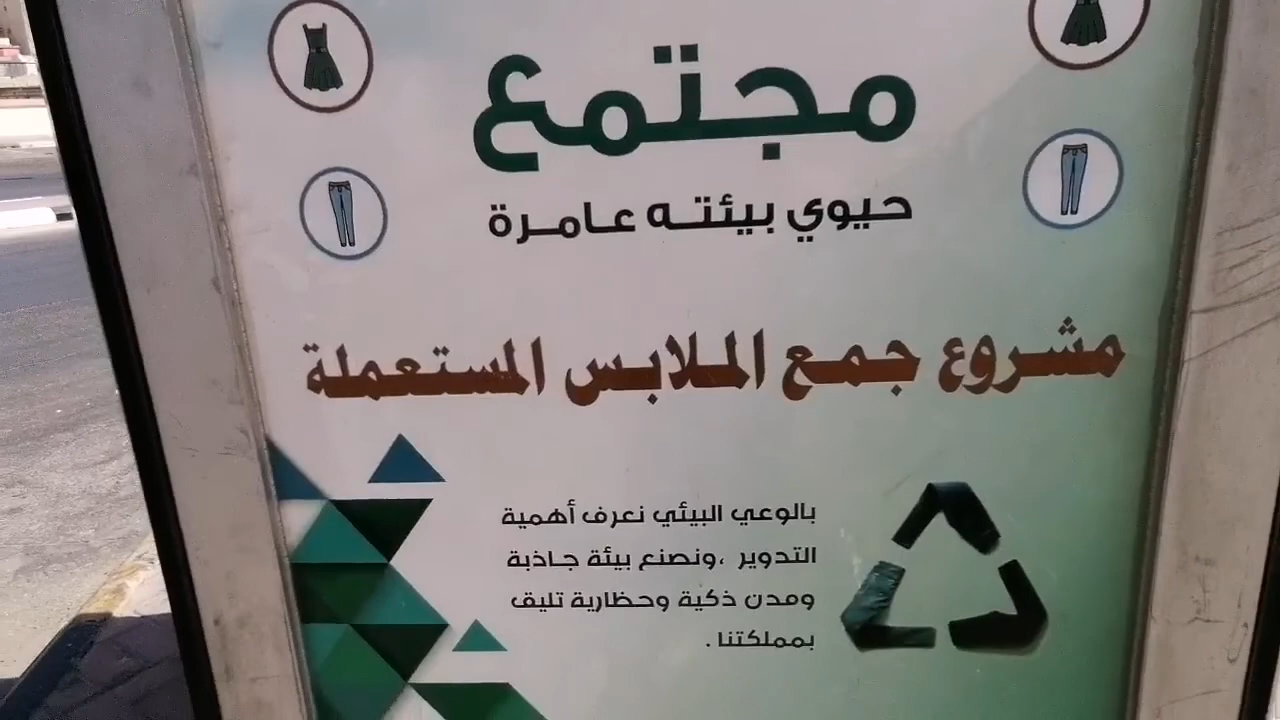 مجتمع
حيوي بيئته عامرة
مشروع جمع الملابس المستعملة
بالوعي البيئي نعرف أهمية
التدوير ،ونصنع بيئة جاذبة
ومدن ذكية وحظارية تليق
بمملكتنا .